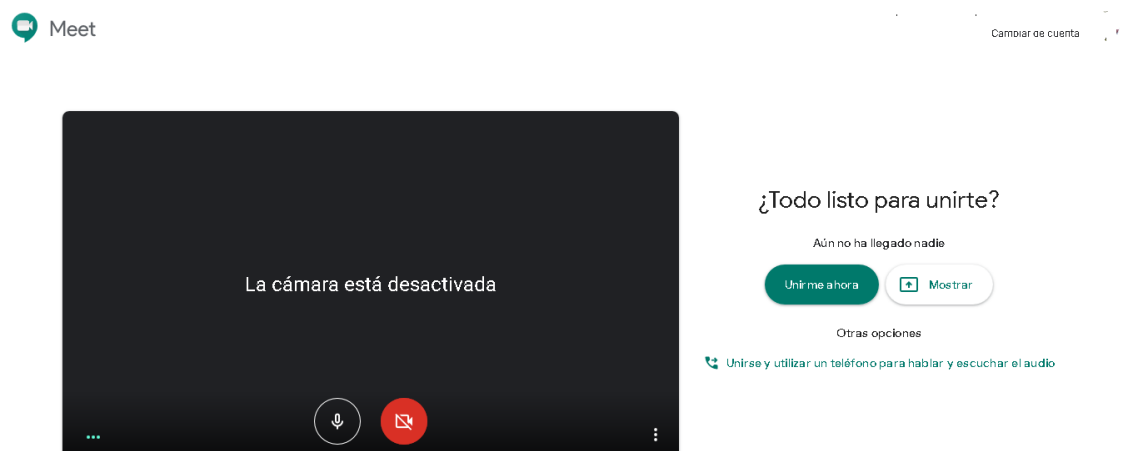 Meet
Cambiar de cuenta
La cámara está desactivada
¿Todo listo para unirte?
Aún no ha llegado nadie
Unirme ahora
Mostrar
Otras opciones
Unirse y utilizar un teléfono para hablar y escuchar el audio